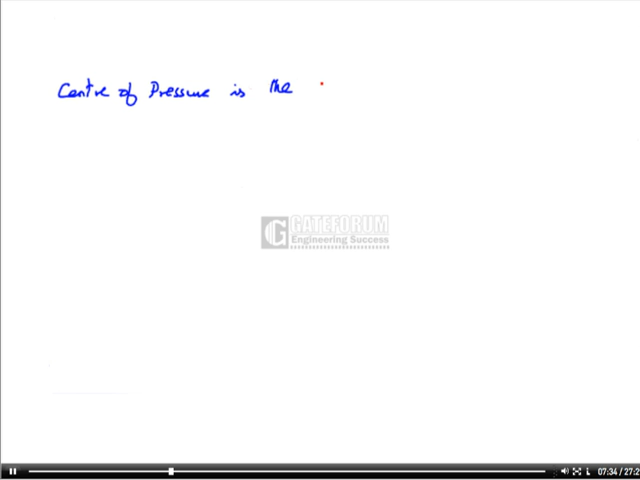 Centre of Pressure is the
GATEFORUM
Engineering Success
07:34 / 27:2